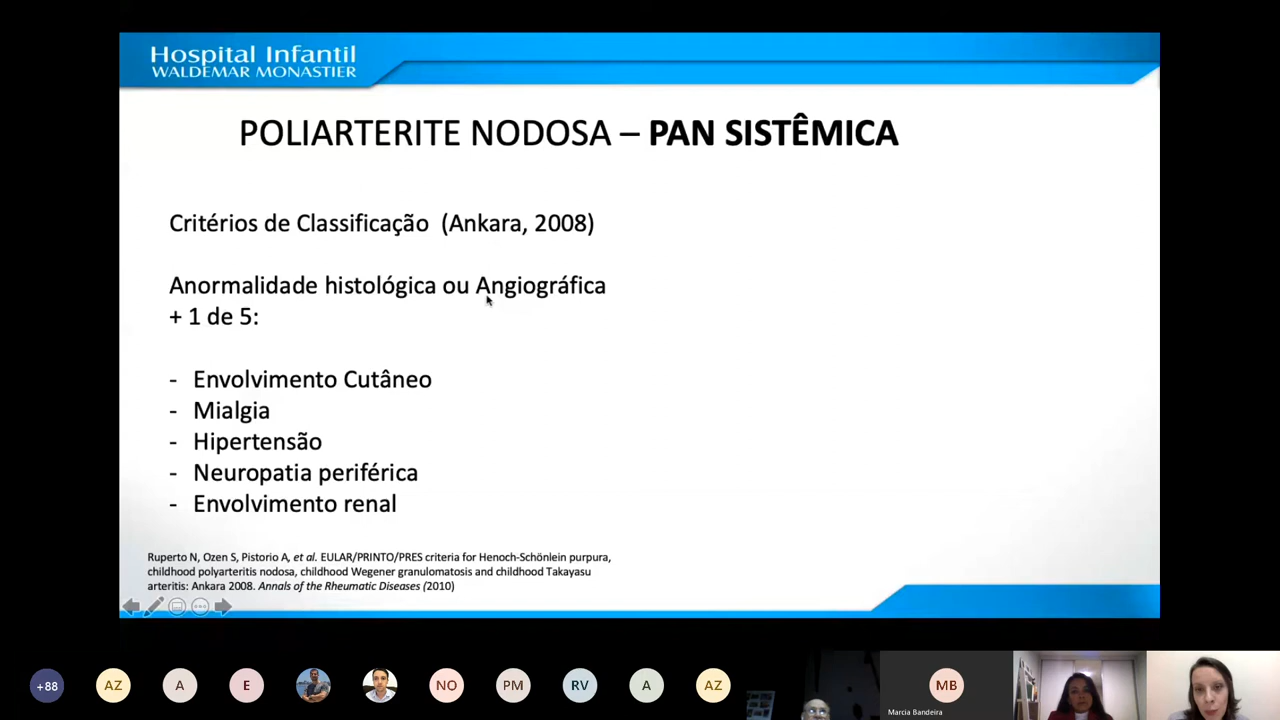 Hospital Infantil
WALDEMAR MONASTIER
POLIARTERITE NODOSA – PAN SISTÊMICA
Critérios de Classificação (Ankara, 2008)
Anormalidade histológica ou Angiográfica
+ 1 de 5:
- Envolvimento Cutâneo
- Mialgia
- Hipertensão
- Neuropatia periférica
- Envolvimento renal
Ruperto N, Ozen S, Pistorio A, et al. EULAR/PRINTO/PRES criteria for Henoch-Schönlein purpura,
childhood polyarteritis nodosa, childhood Wegener granulomatosis and childhood Takayasu
arteritis: Ankara 2008. Annals of the Rheumatic Diseases (2010)
+88 AZ A E NO PM RV A AZ MB
Marcia Bandeira